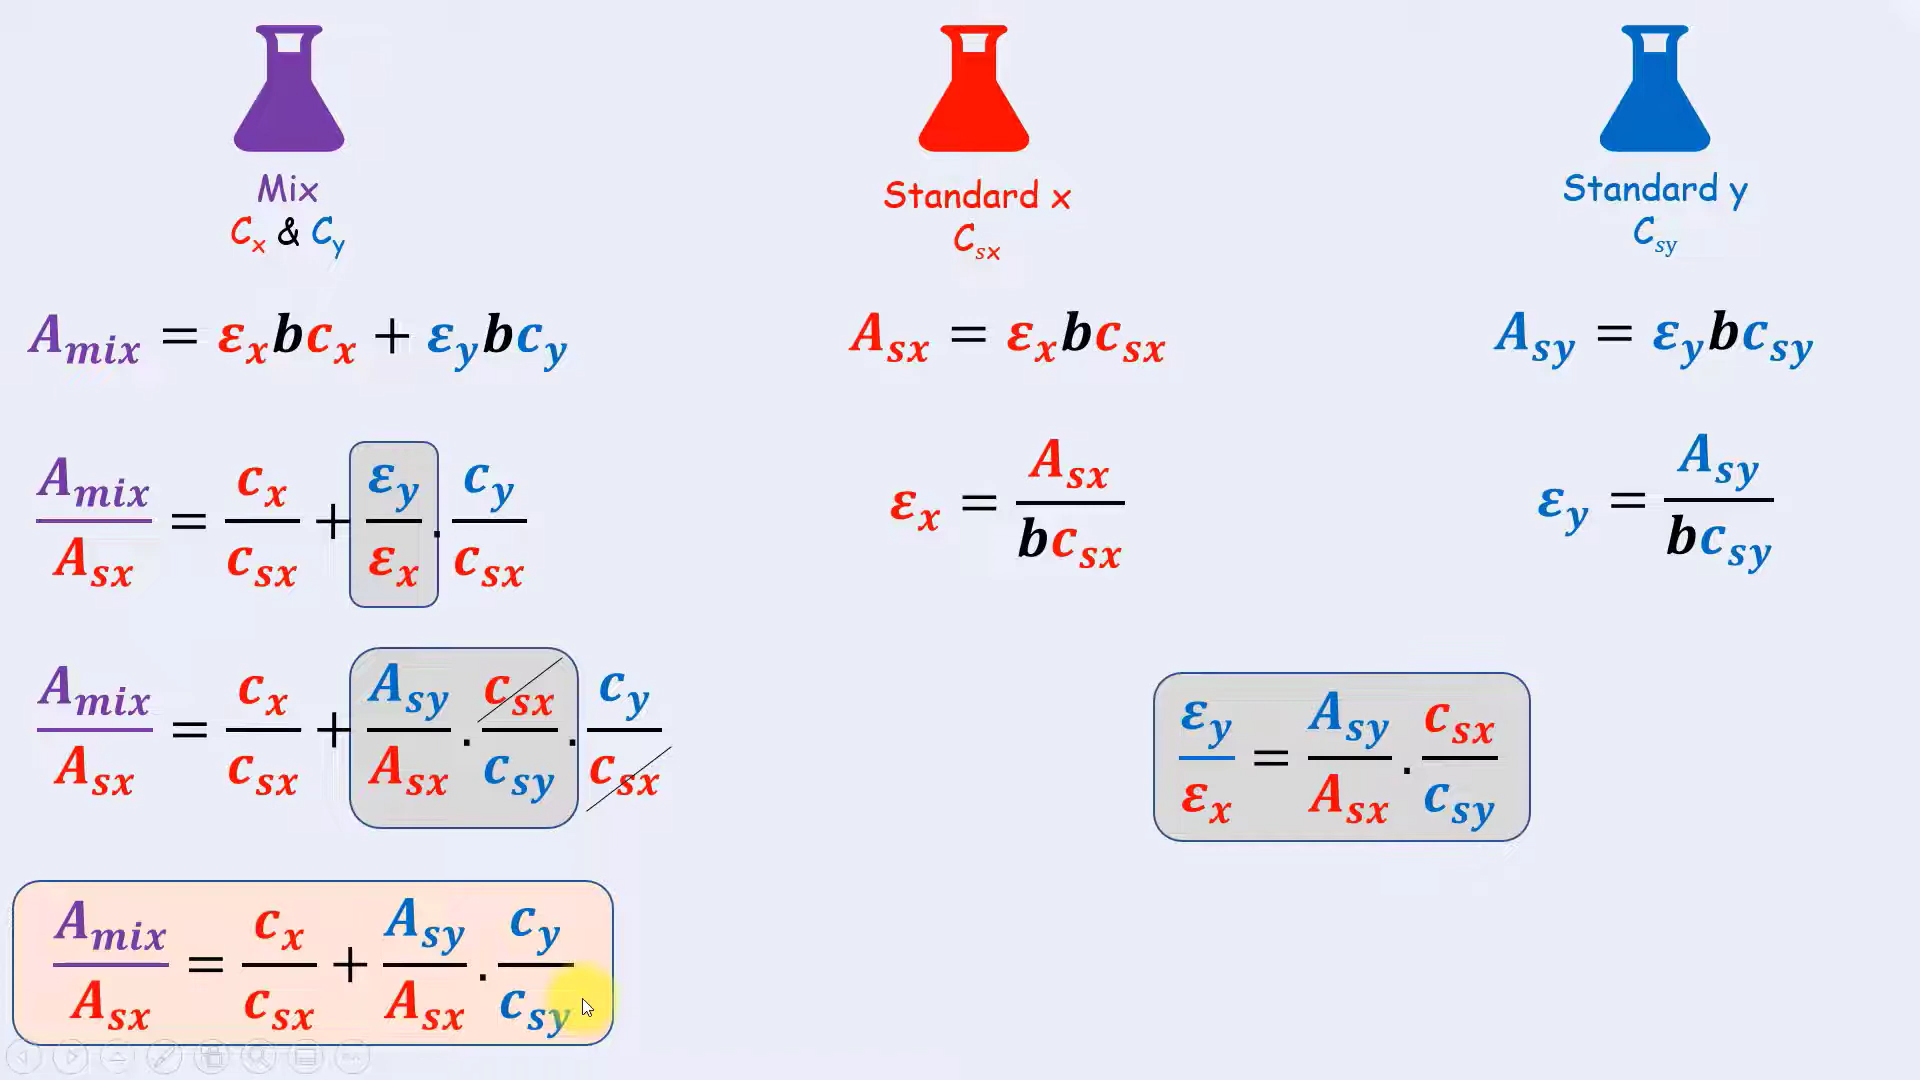 Mix
Cx & Cy
Standard x
Csx
Standard y
Csy
Amix = εxbcx + εybcy
Asx = εxbcsx
Asy = εybcsy
Amix/Asx = cx/csx + εy/εx . cy/csx
εx = Asx/bcsx
εy = Asy/bcsy
Amix/Asx = cx/csx + Asy/Asx . csx/csy . cy/csx
εy/εx = Asy/Asx . csx/csy
Amix/Asx = cx/csx + Asy/Asx . cy/csy